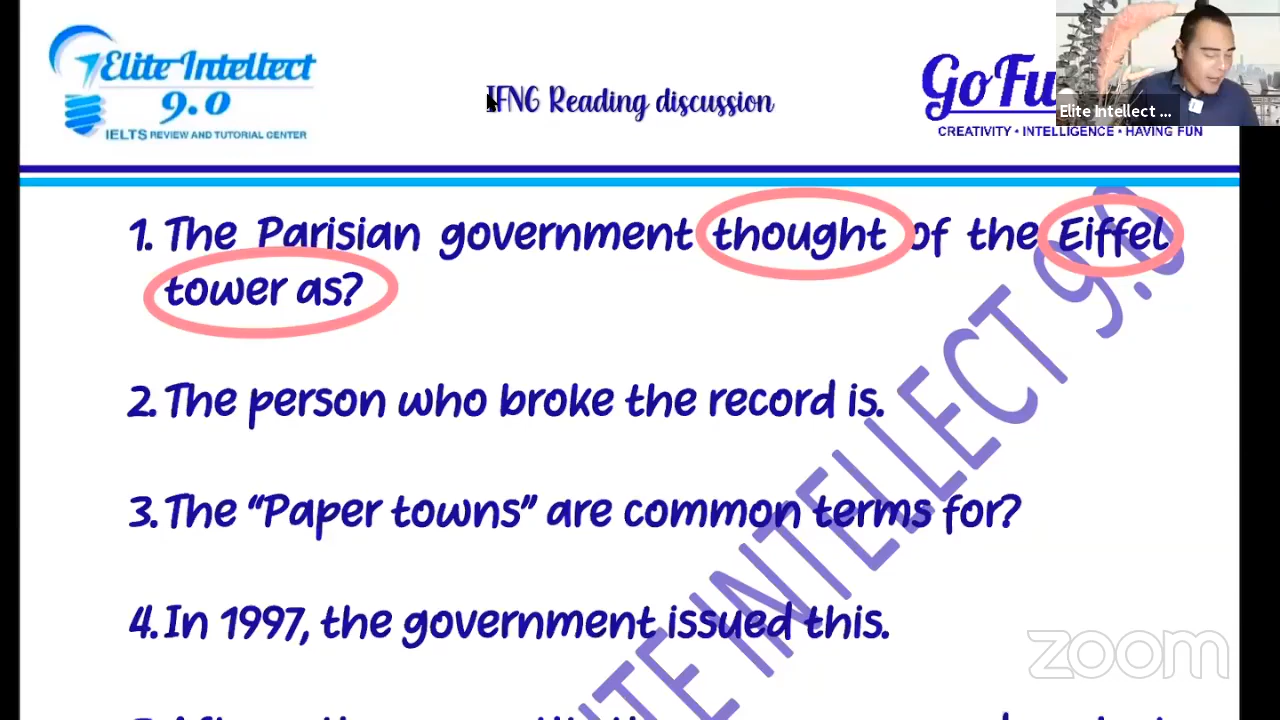 Elite Intellect
9.0
IELTS REVIEW AND TUTORIAL CENTER
TFNG Reading discussion
GoFu
CREATIVITY • INTELLIGENCE • HAVING FUN
Elite Intellect ...
1. The Parisian government thought of the Eiffel
tower as?
2. The person who broke the record is.
3. The “Paper towns” are common terms for?
4. In 1997, the government issued this.
INTELLECT 9.0
zoom